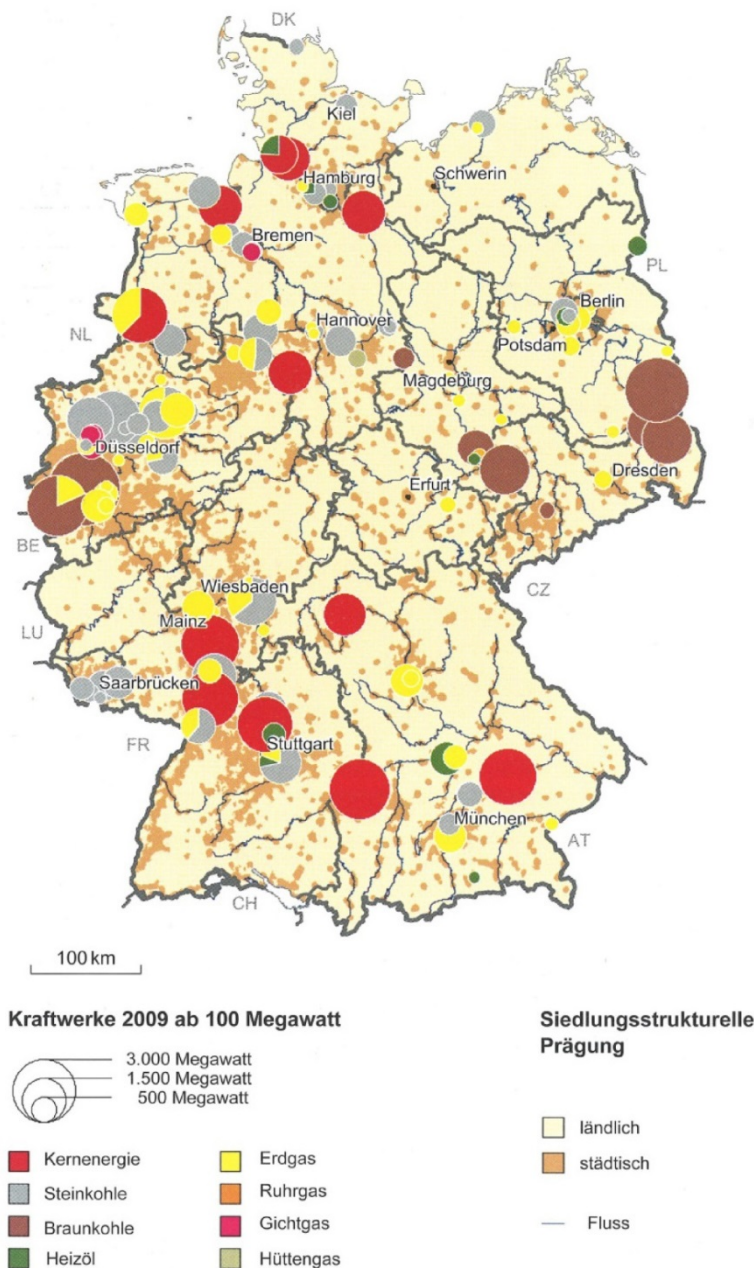 DK
Kiel
Schwerin
Hamburg
Bremen
PL
Berlin
Hannover
NL
Potsdam
Magdeburg
Düsseldorf
Dresden
Erfurt
BE
CZ
Wiesbaden
LU
Mainz
Saarbrücken
FR
Stuttgart
München
AT
CH
100 km
Kraftwerke 2009 ab 100 Megawatt
3.000 Megawatt
1.500 Megawatt
500 Megawatt
Kernenergie
Steinkohle
Braunkohle
Heizöl
Erdgas
Ruhrgas
Gichtgas
Hüttengas
Siedlungsstrukturelle
Prägung
ländlich
städtisch
Fluss